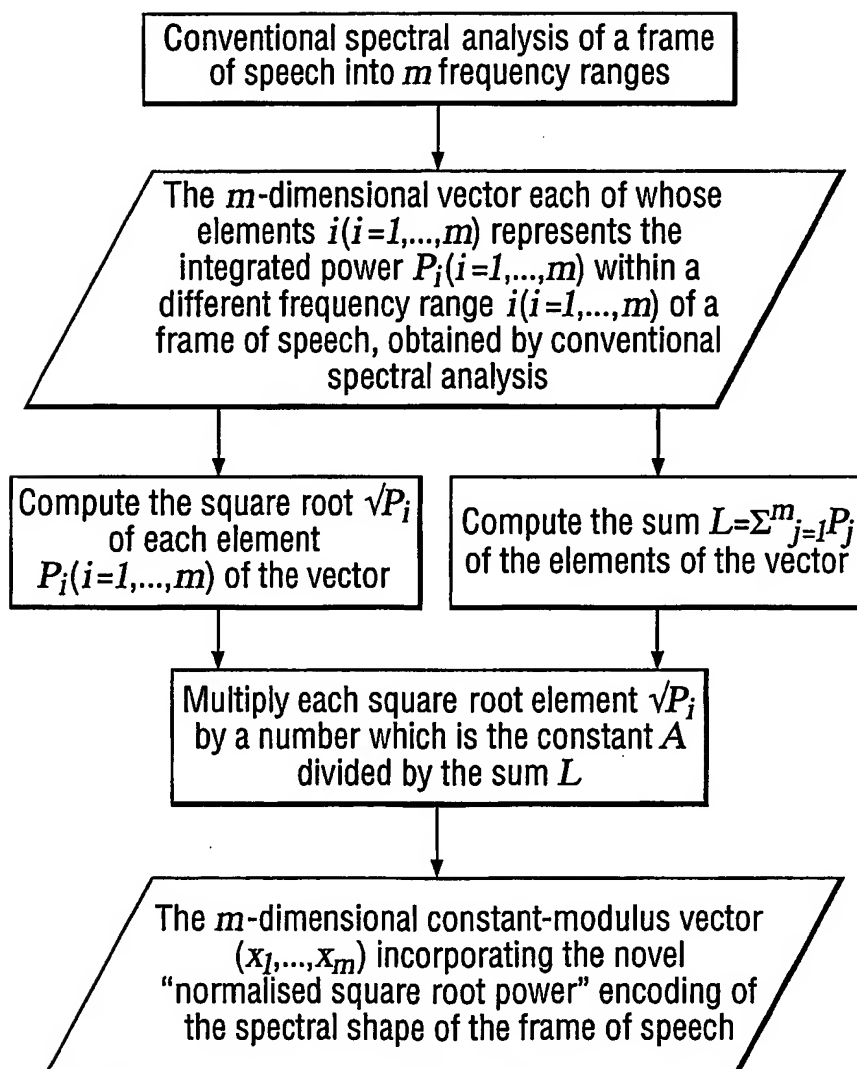 Conventional spectral analysis of a frame
of speech into m frequency ranges
The m-dimensional vector each of whose
elements i(i=1,...,m) represents the
integrated power Pᵢ(i=1,...,m) within a
different frequency range i(i=1,...,m) of a
frame of speech, obtained by conventional
spectral analysis
Compute the square root √Pᵢ
of each element
Pᵢ(i=1,...,m) of the vector
Compute the sum L=Σᵐⱼ₌₁Pⱼ
of the elements of the vector
Multiply each square root element √Pᵢ
by a number which is the constant A
divided by the sum L
The m-dimensional constant-modulus vector
(x₁,...,xₘ) incorporating the novel
"normalised square root power" encoding of
the spectral shape of the frame of speech